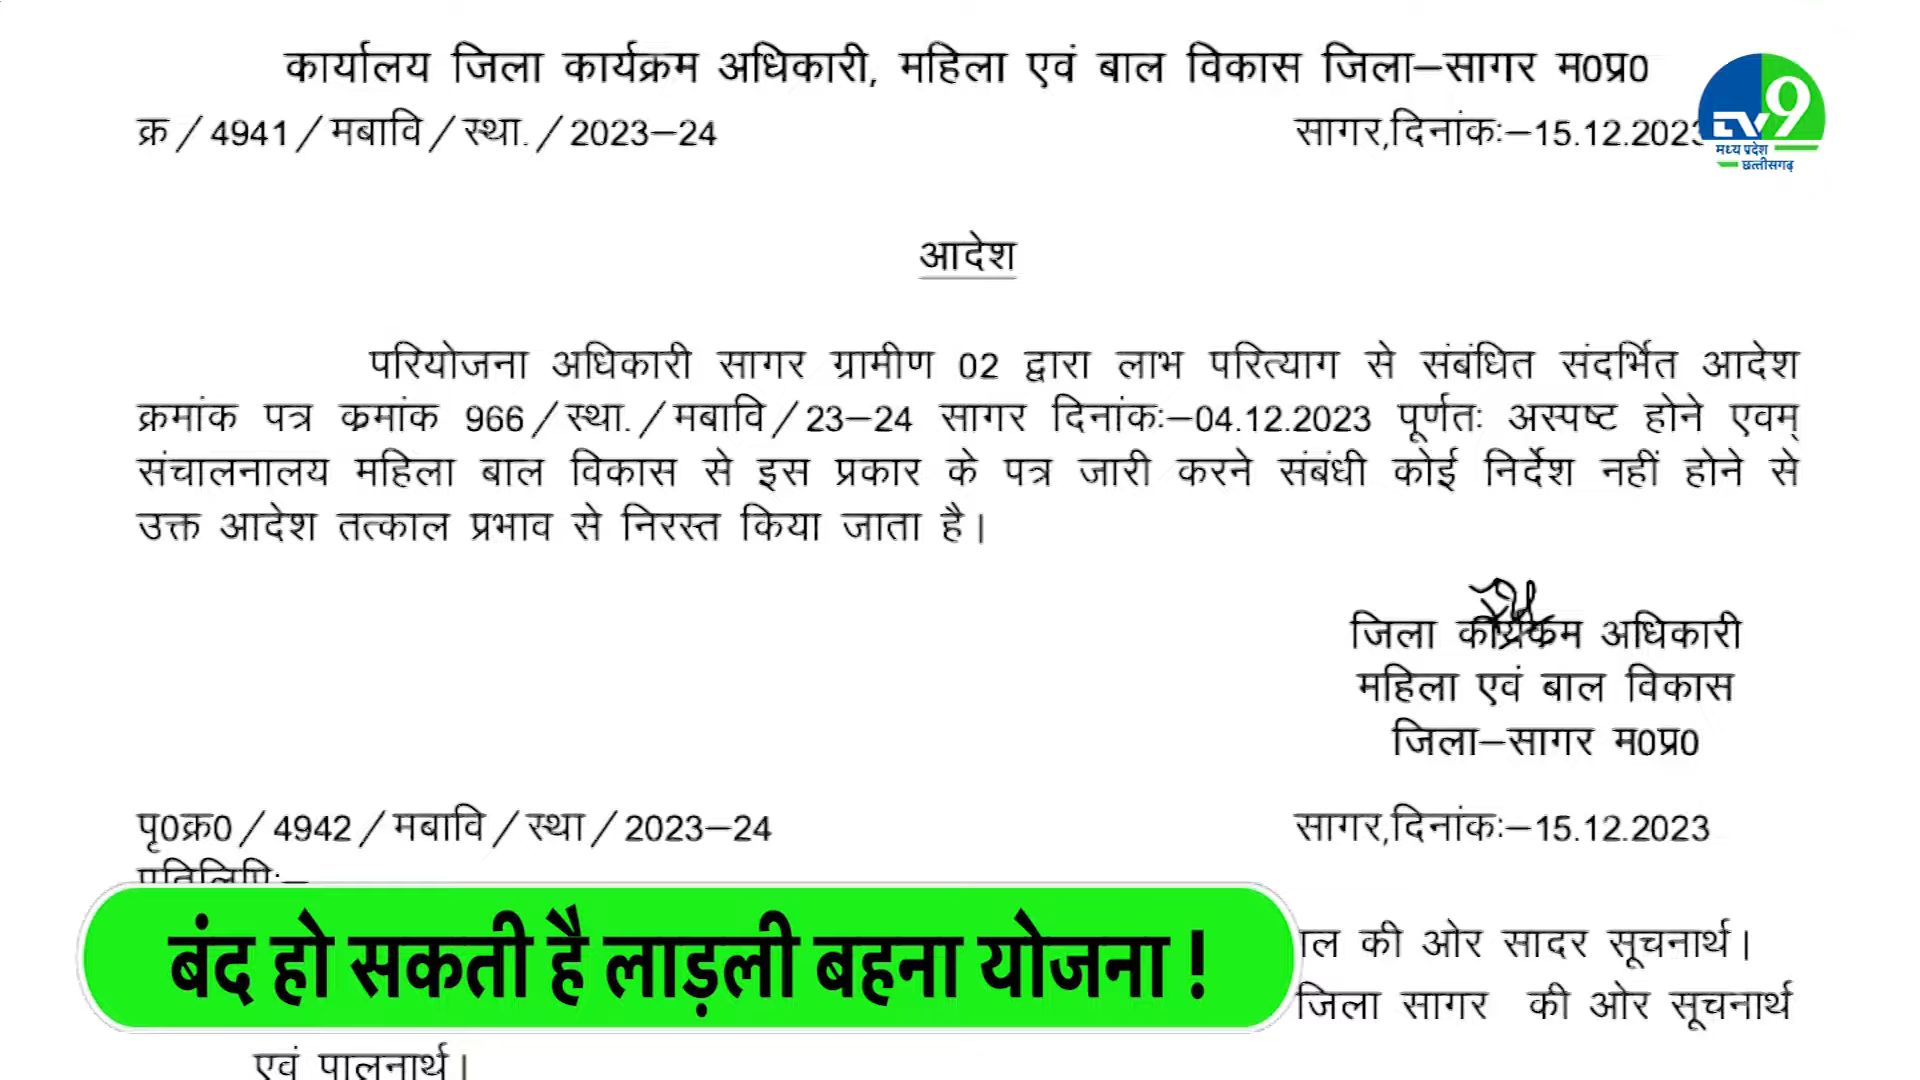 कार्यालय जिला कार्यक्रम अधिकारी, महिला एवं बाल विकास जिला–सागर म0प्र0
क्र/4941/मबावि/स्था./2023–24 सागर,दिनांकः–15.12.2023
TV9
मध्य प्रदेश
छत्तीसगढ़
आदेश
परियोजना अधिकारी सागर ग्रामीण 02 द्वारा लाभ परित्याग से संबंधित संदर्भित आदेश
क्रमांक पत्र क्रमांक 966/स्था./मबावि/23–24 सागर दिनांकः–04.12.2023 पूर्णतः अस्पष्ट होने एवम्
संचालनालय महिला बाल विकास से इस प्रकार के पत्र जारी करने संबंधी कोई निर्देश नहीं होने से
उक्त आदेश तत्काल प्रभाव से निरस्त किया जाता है।
जिला कार्यक्रम अधिकारी
महिला एवं बाल विकास
जिला–सागर म0प्र0
पृ0क्र0/4942/मबावि/स्था/2023–24 सागर,दिनांकः–15.12.2023
प्रतिलिपिः–
की ओर सादर सूचनार्थ।
जिला सागर की ओर सूचनार्थ
एवं पालनार्थ।
बंद हो सकती है लाड़ली बहना योजना !